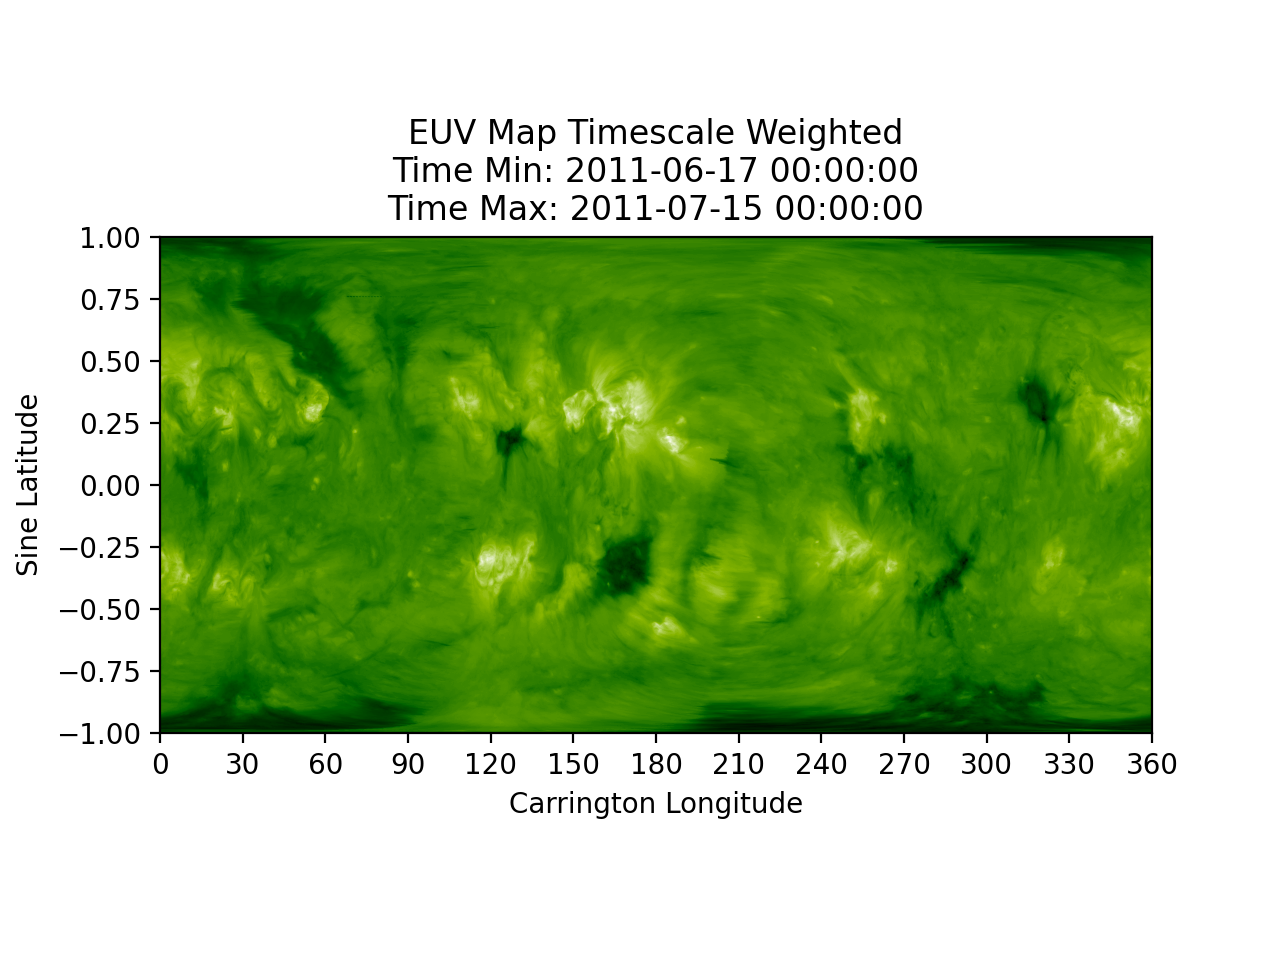 EUV Map Timescale Weighted
Time Min: 2011-06-17 00:00:00
Time Max: 2011-07-15 00:00:00
1.00
0.75
0.50
0.25
0.00
−0.25
−0.50
−0.75
−1.00
Sine Latitude
0 30 60 90 120 150 180 210 240 270 300 330 360
Carrington Longitude